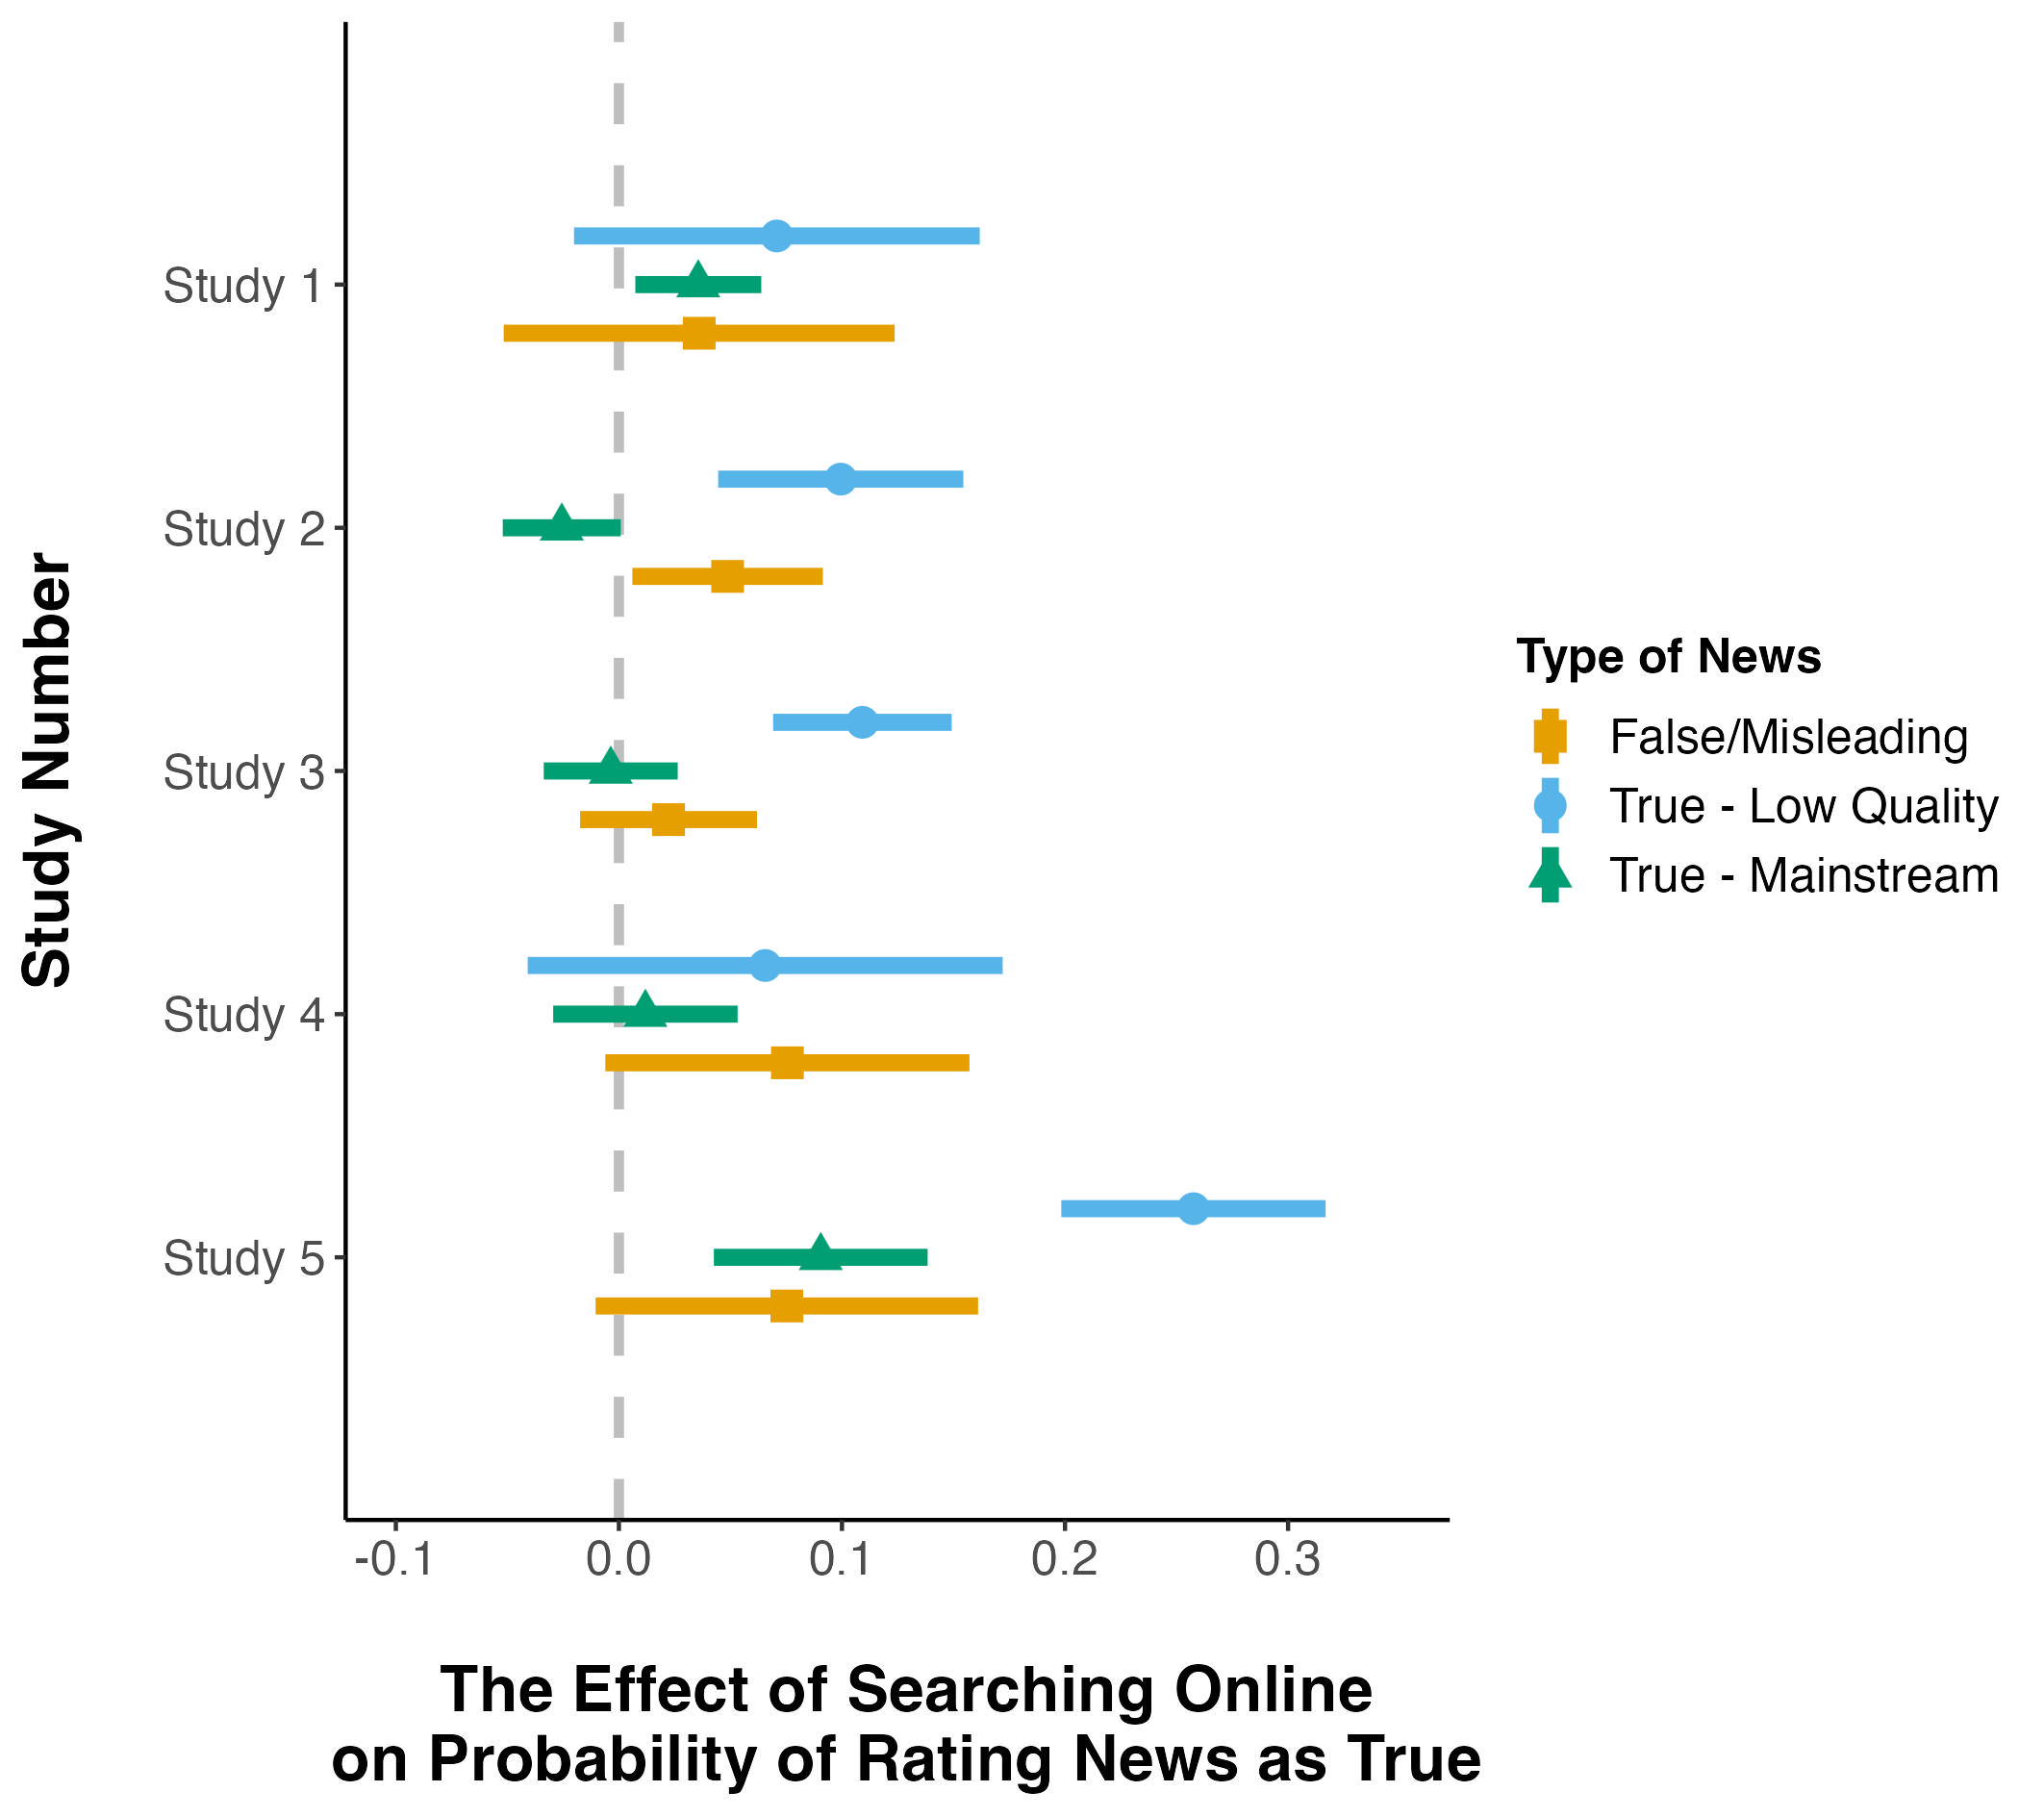 Study Number
Study 1
Study 2
Study 3
Study 4
Study 5
-0.1
0.0
0.1
0.2
0.3
The Effect of Searching Online
on Probability of Rating News as True
Type of News
False/Misleading
True - Low Quality
True - Mainstream